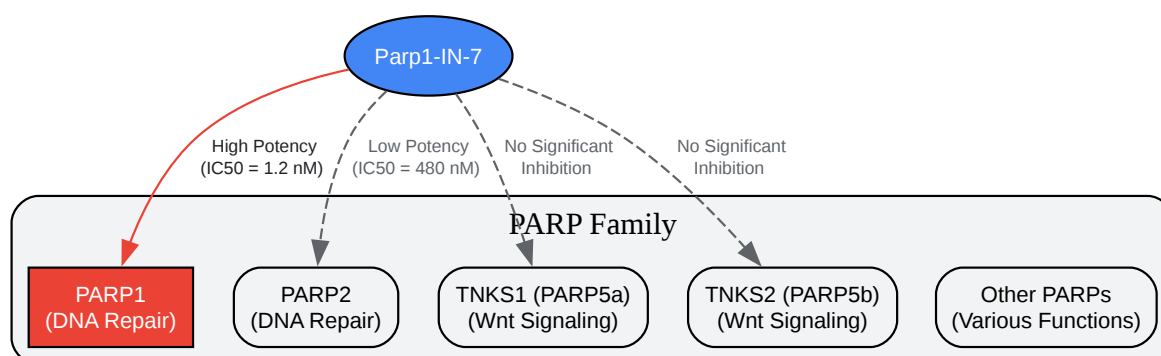 Parp1-IN-7
High Potency
(IC50 = 1.2 nM)
Low Potency
(IC50 = 480 nM)
No Significant
Inhibition
No Significant
Inhibition
PARP Family
PARP1
(DNA Repair)
PARP2
(DNA Repair)
TNKS1 (PARP5a)
(Wnt Signaling)
TNKS2 (PARP5b)
(Wnt Signaling)
Other PARPs
(Various Functions)